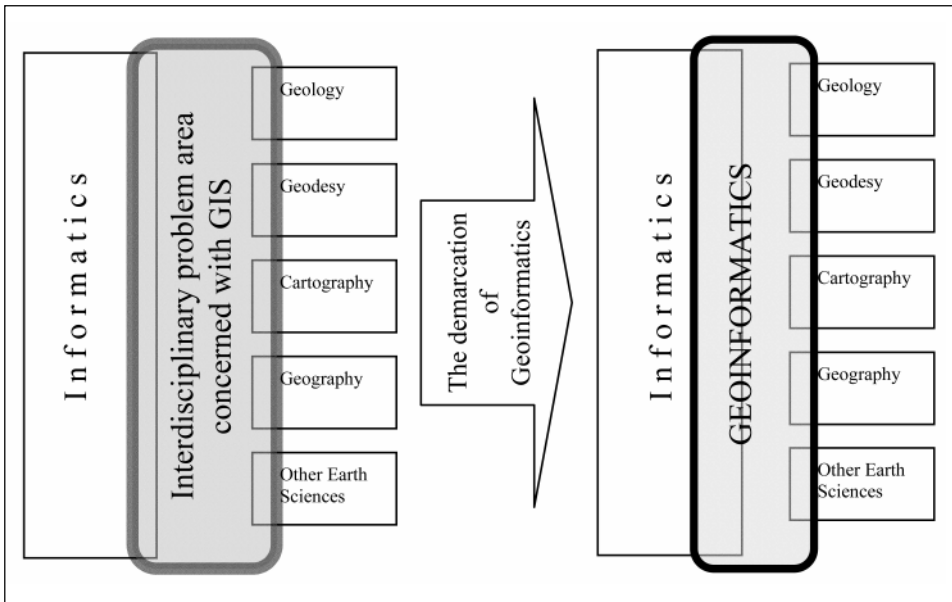 Informatics
Interdisciplinary problem area
concerned with GIS
Geology
Geodesy
Cartography
Geography
Other Earth
Sciences
The demarcation
of
Geoinformatics
Informatics
GEOINFORMATICS
Geology
Geodesy
Cartography
Geography
Other Earth
Sciences